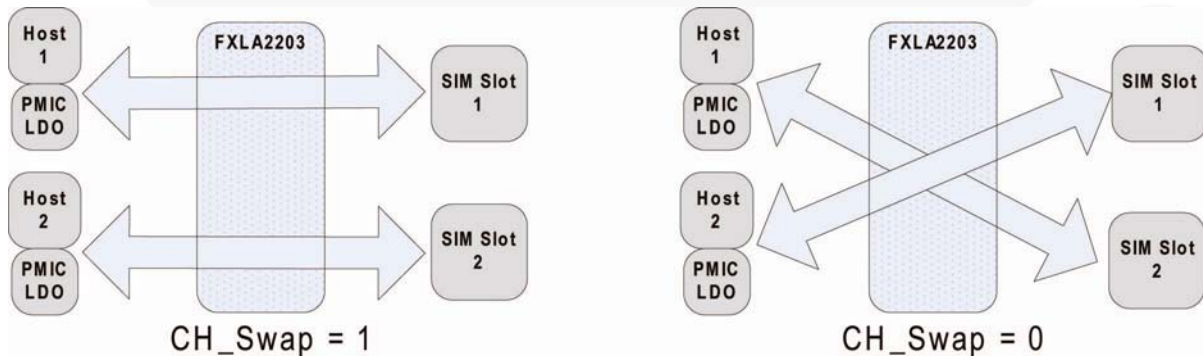 Host
1
PMIC
LDO
FXLA2203
SIM Slot
1
Host
2
PMIC
LDO
SIM Slot
2
CH_Swap = 1
Host
1
PMIC
LDO
FXLA2203
SIM Slot
1
Host
2
PMIC
LDO
SIM Slot
2
CH_Swap = 0